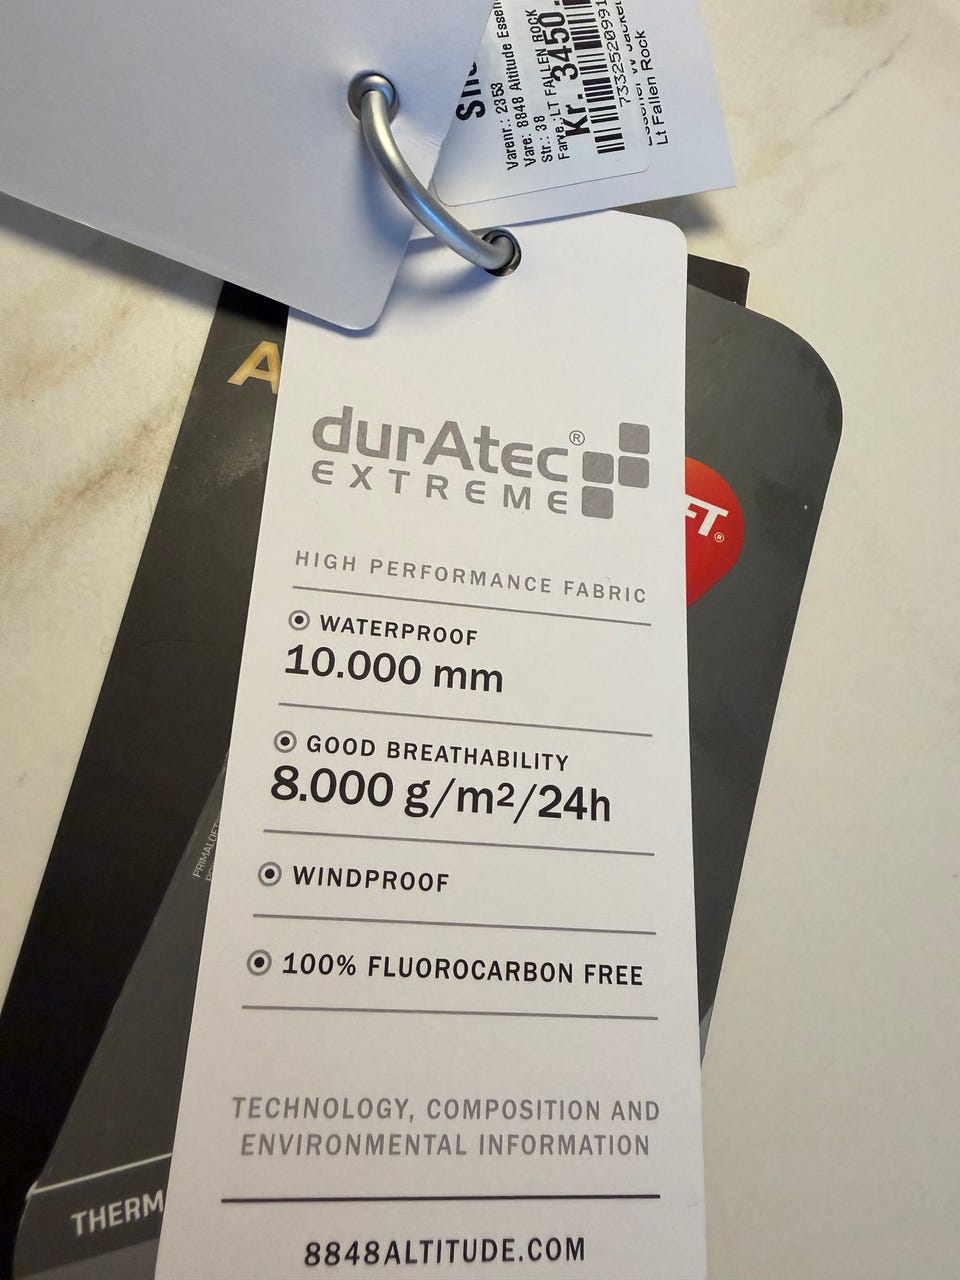 Varenr.: 2353
Vare: 8848 Altitude
Str.: 38
Farve.:LT FALLEN ROCK
Kr. 3450.
Lt Fallen Rock
A
durAtec®
EXTREME
FT®
HIGH PERFORMANCE FABRIC
WATERPROOF
10.000 mm
GOOD BREATHABILITY
8.000 g/m²/24h
WINDPROOF
100% FLUOROCARBON FREE
TECHNOLOGY, COMPOSITION AND
ENVIRONMENTAL INFORMATION
THERM
8848ALTITUDE.COM